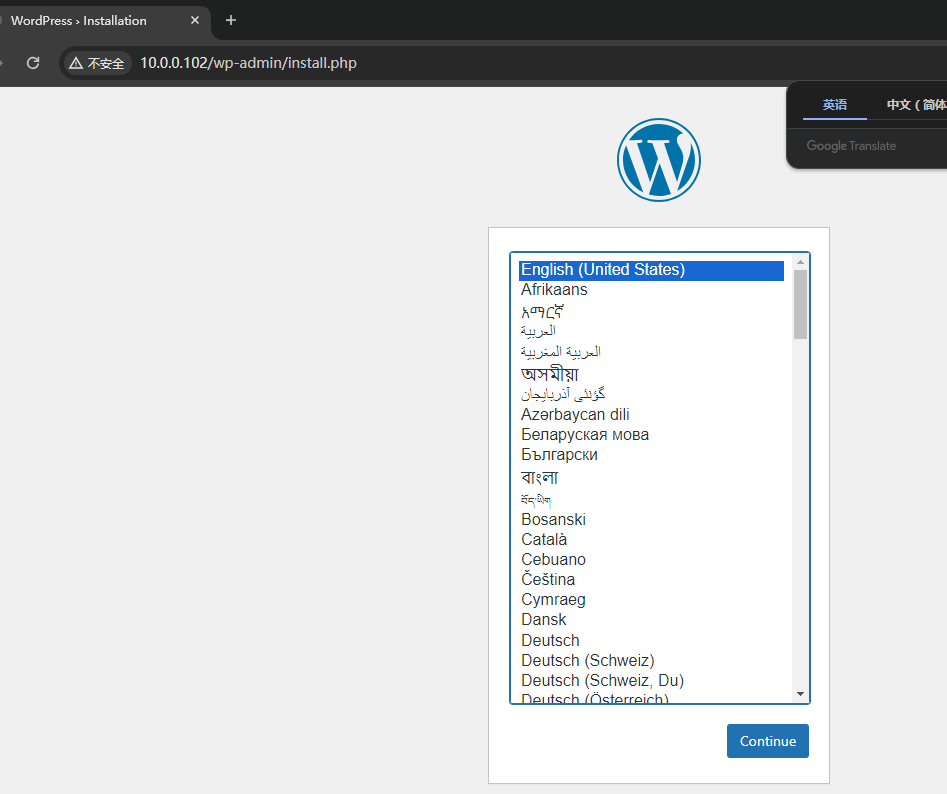 WordPress › Installation
不安全
10.0.0.102/wp-admin/install.php
英语
中文 ( 简体
Google Translate
English (United States)
Afrikaans
አማርኛ
العربية
العربية المغربية
অসমীয়া
گؤنئی آذربایجان
Azərbaycan dili
Беларуская мова
Български
বাংলা
བོད་ཡིག
Bosanski
Català
Cebuano
Čeština
Cymraeg
Dansk
Deutsch
Deutsch (Schweiz)
Deutsch (Schweiz, Du)
Deutsch (Österreich)
Continue